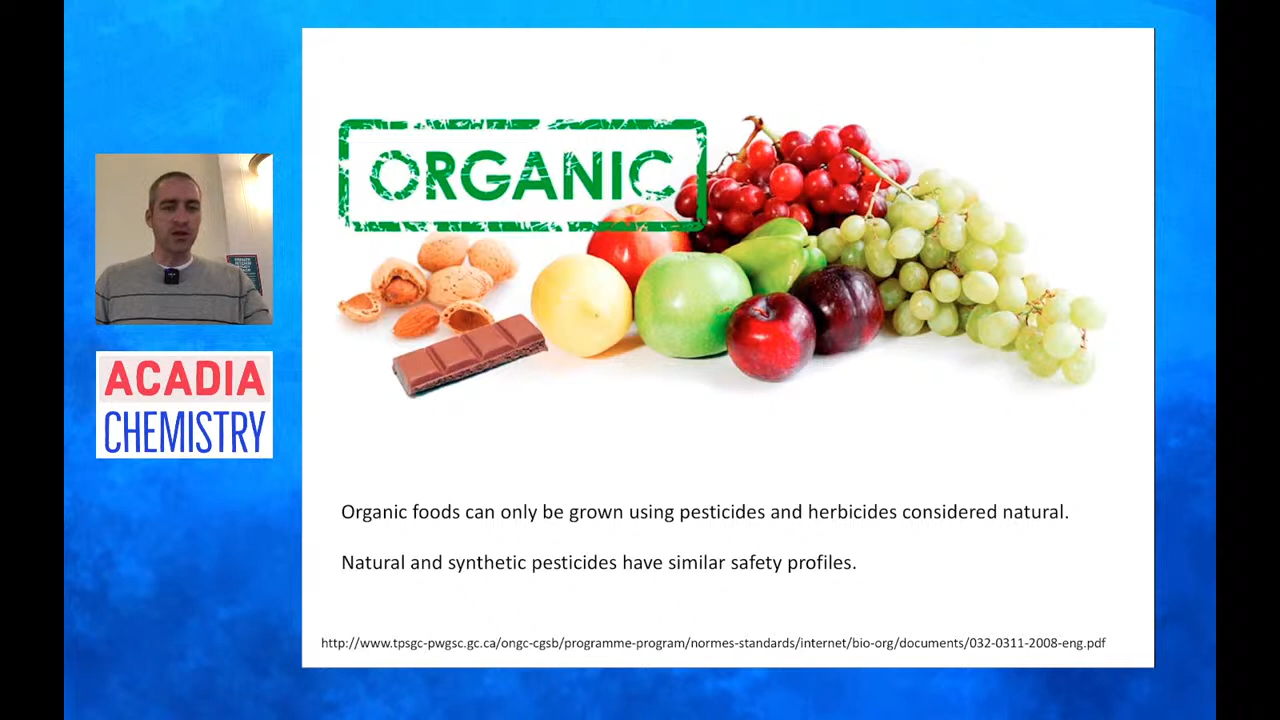 ORGANIC
ACADIA
CHEMISTRY
Organic foods can only be grown using pesticides and herbicides considered natural.
Natural and synthetic pesticides have similar safety profiles.
http://www.tpsgc-pwgsc.gc.ca/ongc-cgsb/programme-program/normes-standards/internet/bio-org/documents/032-0311-2008-eng.pdf